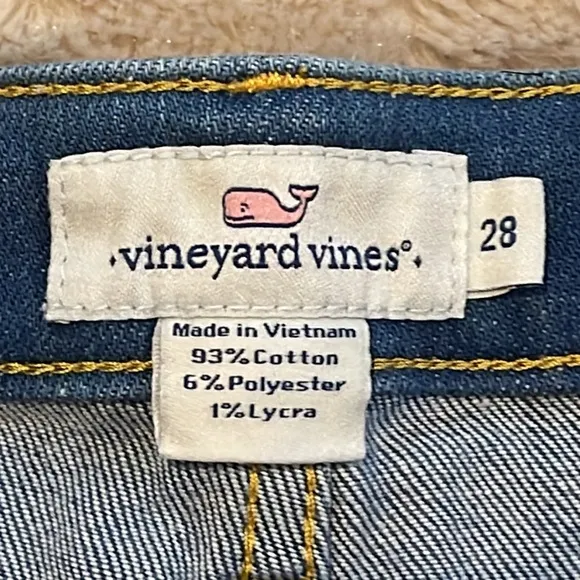 vineyard vines®
28
Made in Vietnam
93% Cotton
6% Polyester
1% Lycra